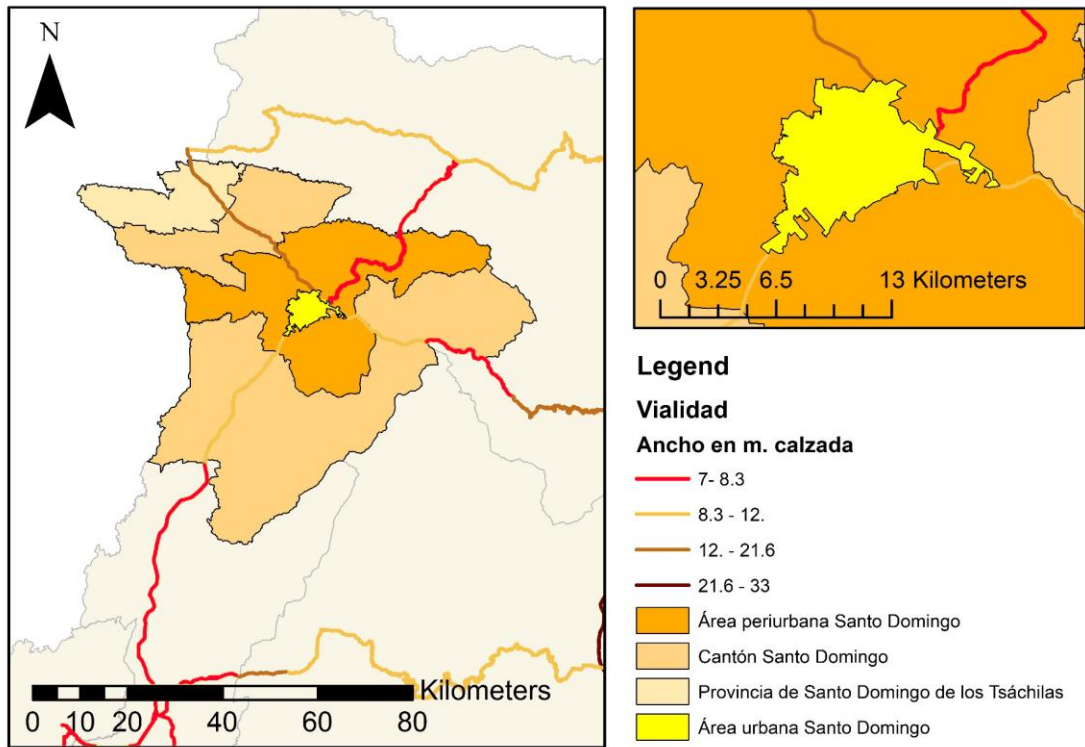 N
Kilometers
0 10 20 40 60 80
0 3.25 6.5 13 Kilometers
Legend
Vialidad
Ancho en m. calzada
7- 8.3
8.3 - 12.
12. - 21.6
21.6 - 33
Área periurbana Santo Domingo
Cantón Santo Domingo
Provincia de Santo Domingo de los Tsáchilas
Área urbana Santo Domingo